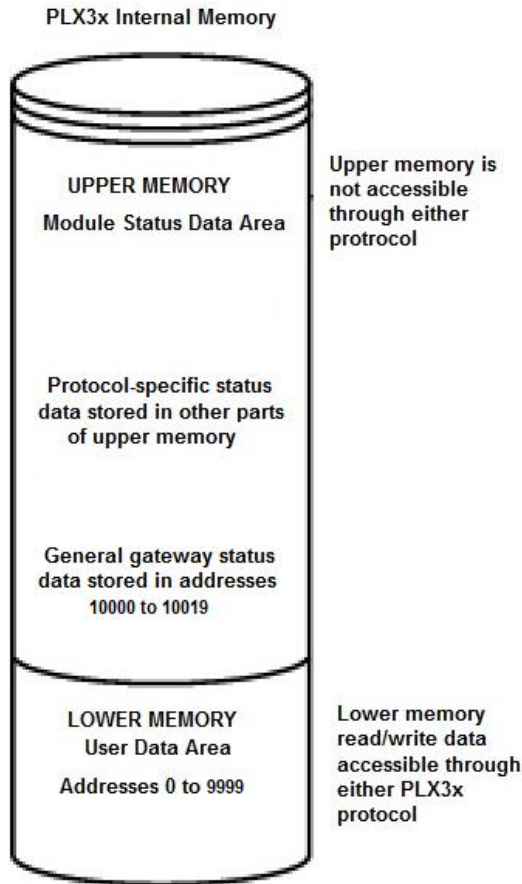 PLX3x Internal Memory
UPPER MEMORY
Module Status Data Area
Upper memory is
not accessible
through either
protrocol
Protocol-specific status
data stored in other parts
of upper memory
General gateway status
data stored in addresses
10000 to 10019
LOWER MEMORY
User Data Area
Addresses 0 to 9999
Lower memory
read/write data
accessible through
either PLX3x
protocol